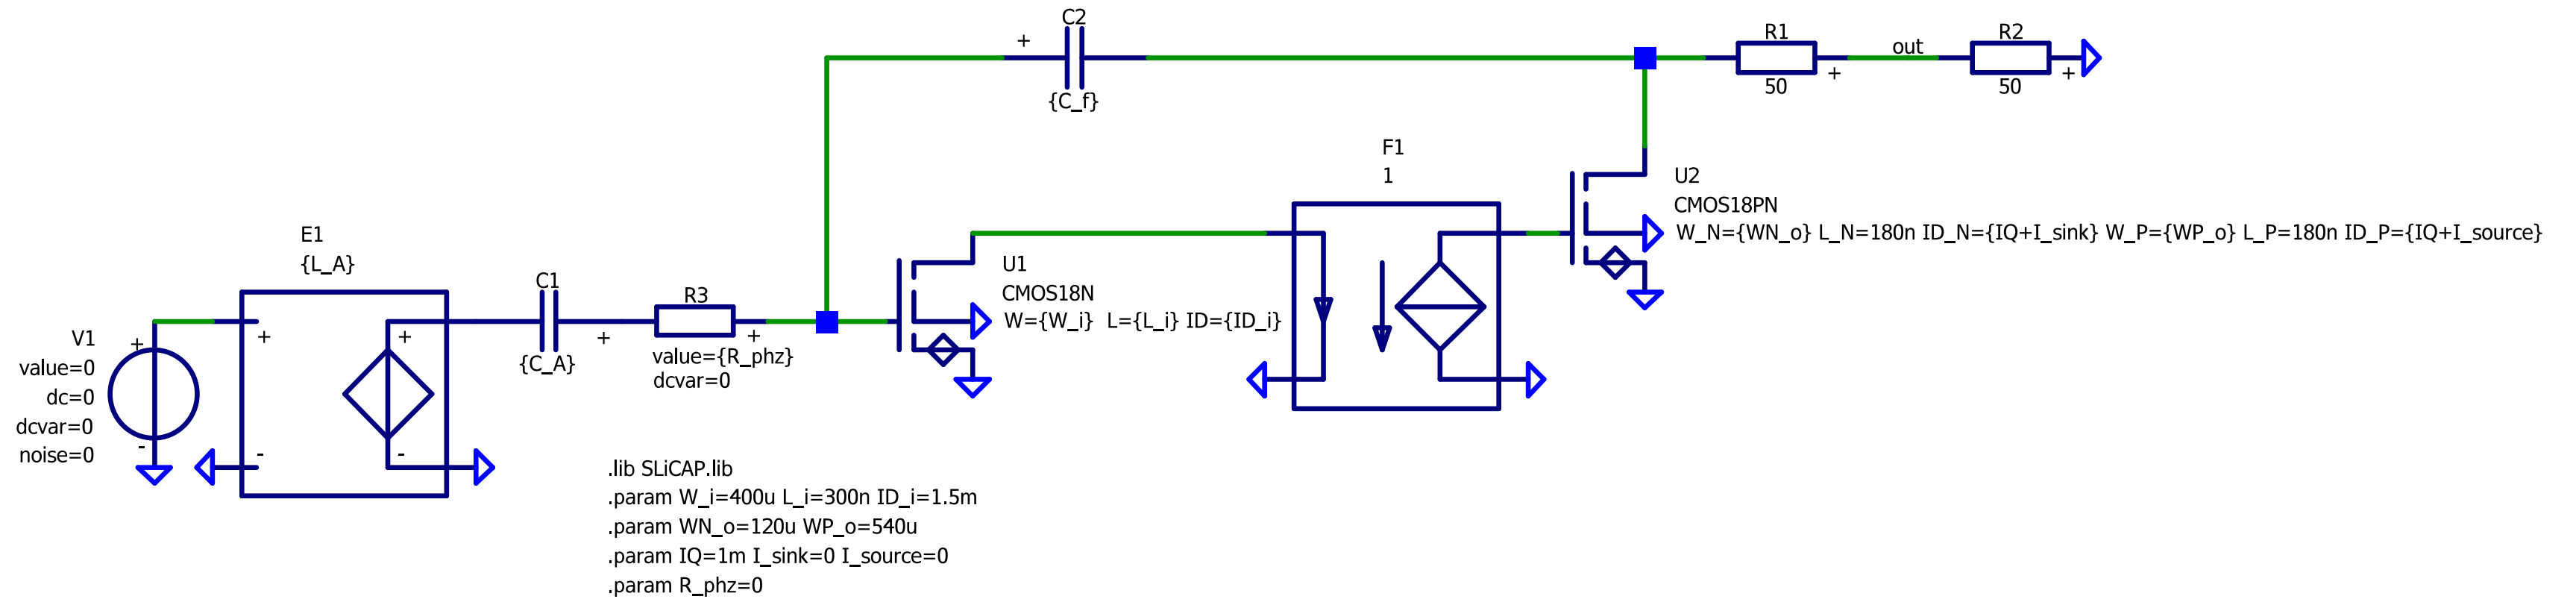 C2
+
{C_f}
R1
+
50
out
R2
+
50
F1
1
U2
CMOS18PN
W_N={WN_o} L_N=180n ID_N={IQ+I_sink} W_P={WP_o} L_P=180n ID_P={IQ+I_source}
E1
{L_A}
V1
value=0
dc=0
dcvar=0
noise=0
+
-
+
-
+
-
C1
+
{C_A}
R3
+
value={R_phz}
dcvar=0
U1
CMOS18N
W={W_i} L={L_i} ID={ID_i}
.lib SLiCAP.lib
.param W_i=400u L_i=300n ID_i=1.5m
.param WN_o=120u WP_o=540u
.param IQ=1m I_sink=0 I_source=0
.param R_phz=0